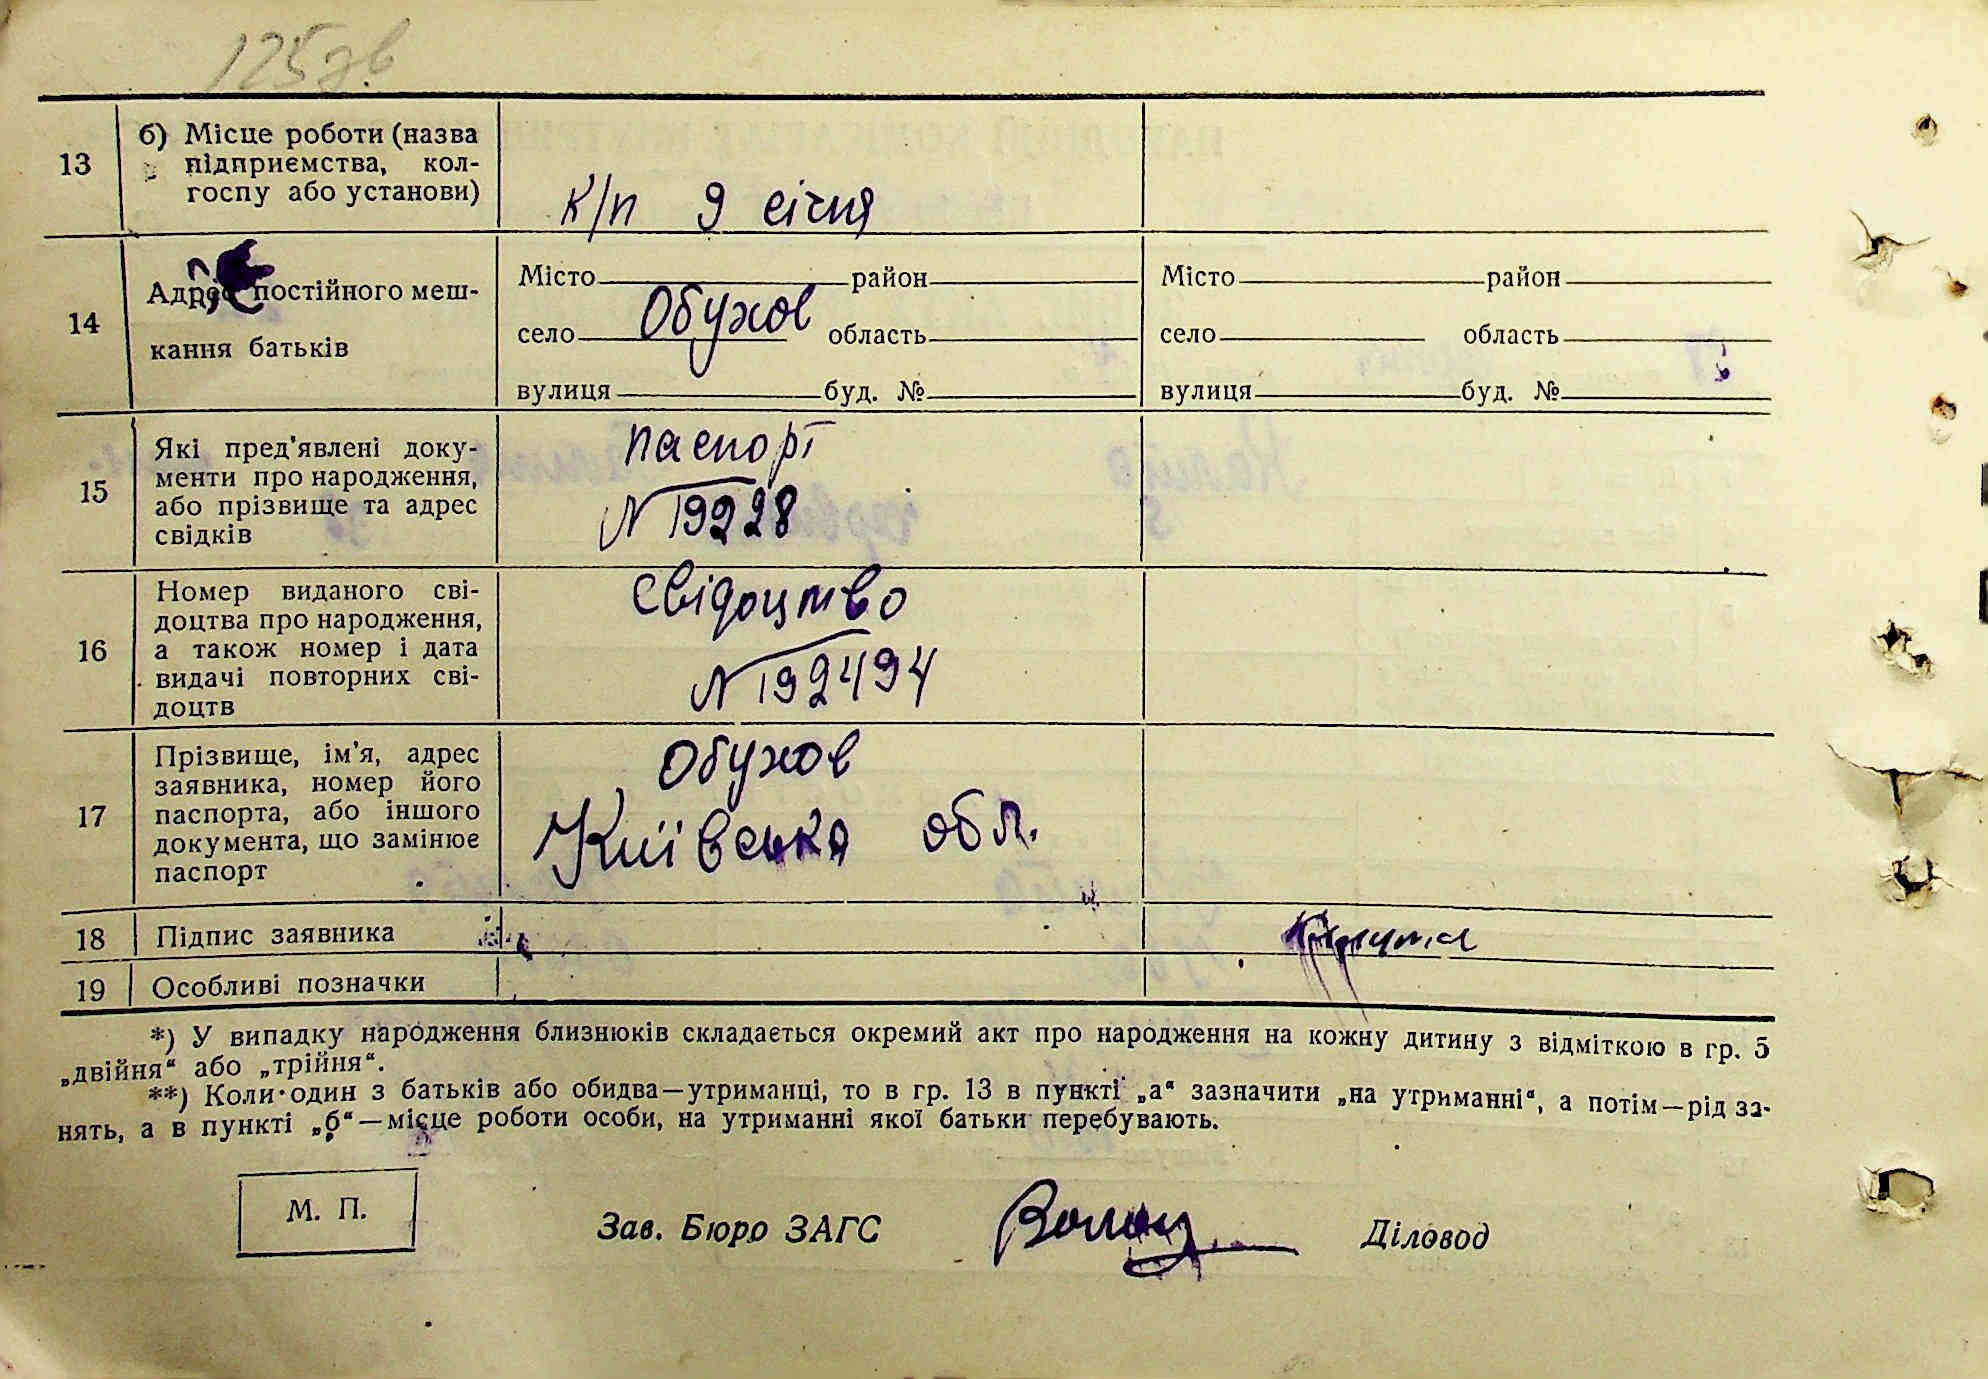 125 зв
13
б) Місце роботи (назва
підприємства, кол-
госпу або установи)
к/п 9 січня
14
Адрес постійного меш-
кання батьків
Місто район
село Обухов область
вулиця буд. №
Місто район
село область
вулиця буд. №
15
Які пред'явлені доку-
менти про народження,
або прізвище та адрес
свідків
паспорт
N 19228
16
Номер виданого сві-
доцтва про народження,
а також номер і дата
видачі повторних сві-
доцтв
Свідоцтво
N 192494
17
Прізвище, ім'я, адрес
заявника, номер його
паспорта, або іншого
документа, що замінює
паспорт
Обухов
Київська обл.
18
Підпис заявника
19
Особливі позначки
*) У випадку народження близнюків складається окремий акт про народження на кожну дитину з відміткою в гр. 5
„двійня“ або „трійня“.
**) Коли один з батьків або обидва—утриманці, то в гр. 13 в пункті „а“ зазначити „на утриманні“, а потім—рід за-
нять, а в пункті „б“—місце роботи особи, на утриманні якої батьки перебувають.
М. П.
Зав. Бюро ЗАГС
Діловод